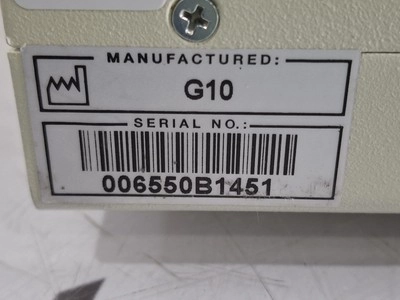 MANUFACTURED:
G10
SERIAL NO.:
006550B1451